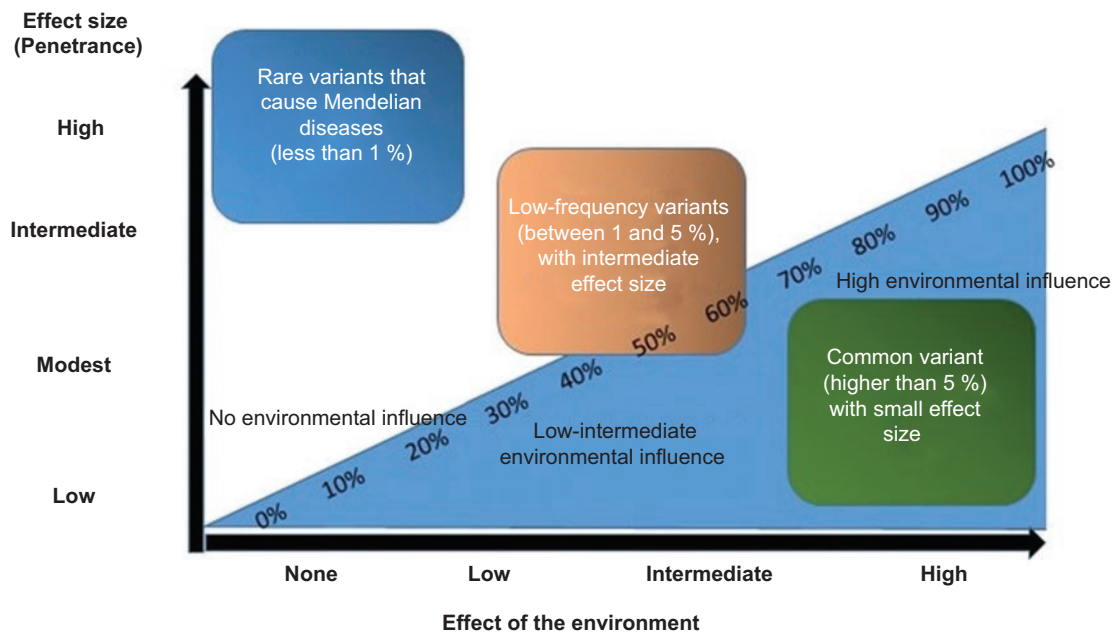 Effect size
(Penetrance)
High
Intermediate
Modest
Low
Rare variants that
cause Mendelian
diseases
(less than 1 %)
Low-frequency variants
(between 1 and 5 %),
with intermediate
effect size
Common variant
(higher than 5 %)
with small effect
size
No environmental influence
Low-intermediate
environmental influence
High environmental influence
0%
10%
20%
30%
40%
50%
60%
70%
80%
90%
100%
None
Low
Intermediate
High
Effect of the environment